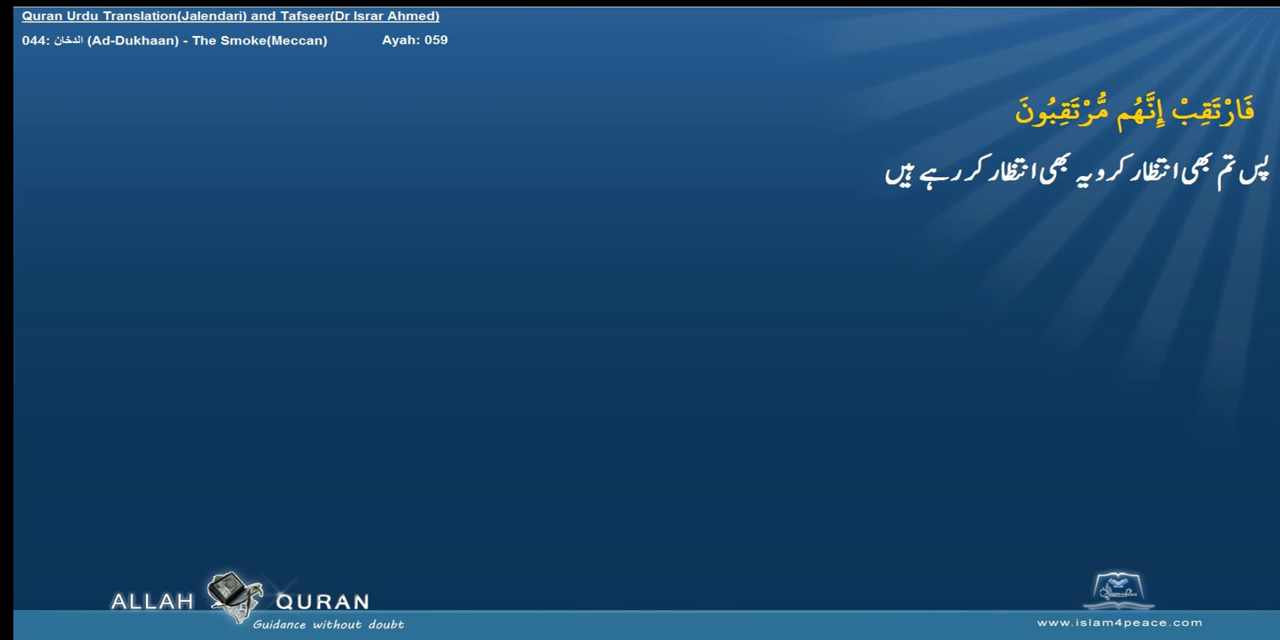 Quran Urdu Translation(Jalendari) and Tafseer(Dr Israr Ahmed)
044: الدخان (Ad-Dukhaan) - The Smoke(Meccan) Ayah: 059
فَارْتَقِبْ إِنَّهُم مُّرْتَقِبُونَ
پس تم بھی انتظار کرو یہ بھی انتظار کر رہے ہیں
ALLAH QURAN
Guidance without doubt
www.islam4peace.com